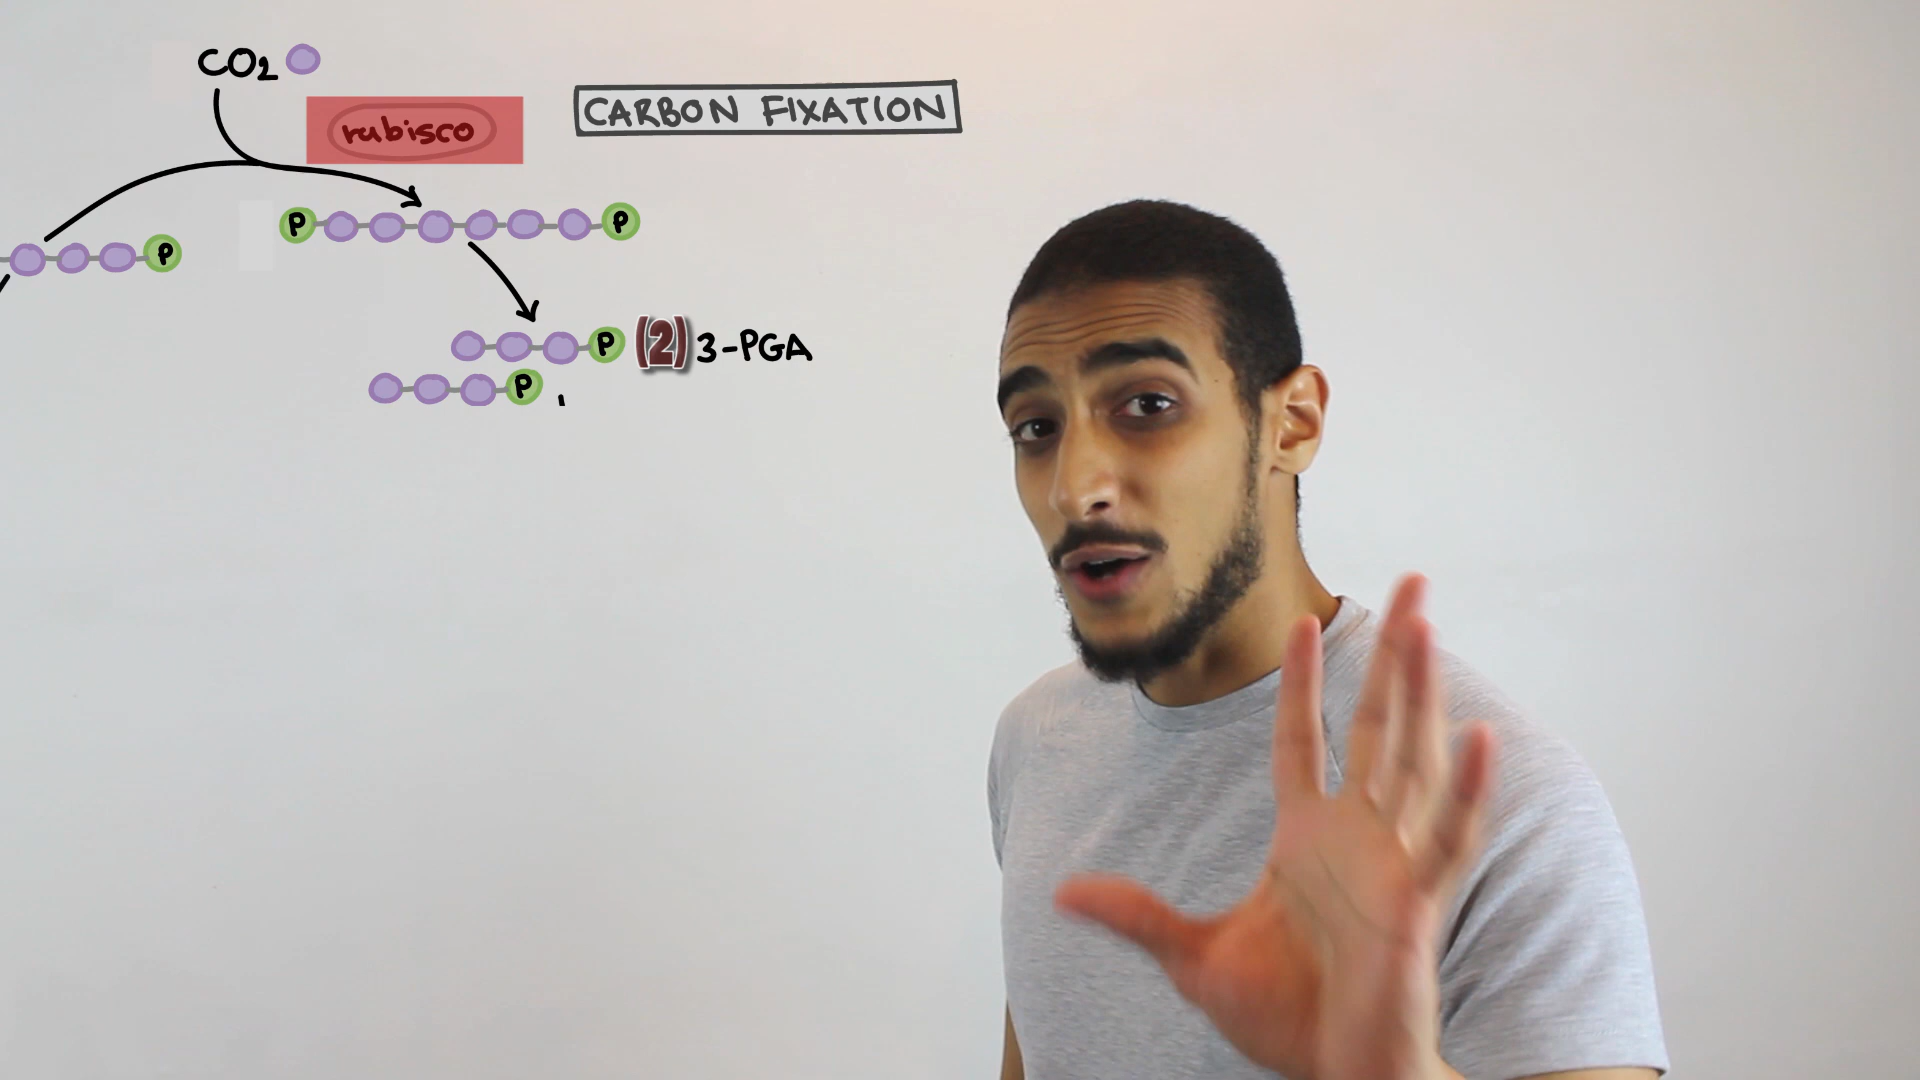 CO2
rubisco
CARBON FIXATION
P P
P
P (2) 3-PGA
P